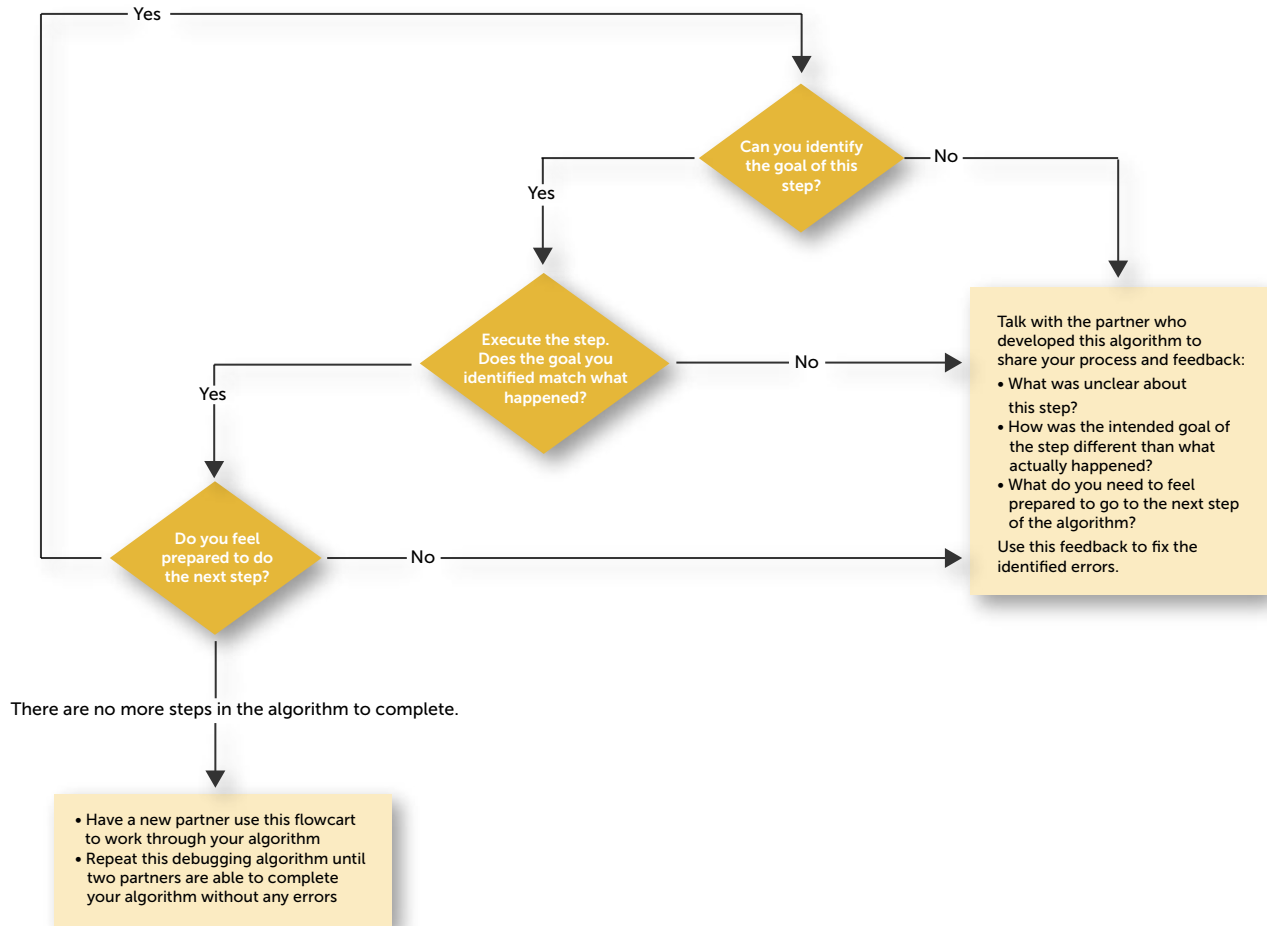 Yes
Can you identify
the goal of this
step?
No
Yes
Execute the step.
Does the goal you
identified match what
happened?
No
Yes
Talk with the partner who
developed this algorithm to
share your process and feedback:
• What was unclear about
this step?
• How was the intended goal of
the step different than what
actually happened?
• What do you need to feel
prepared to go to the next step
of the algorithm?
Use this feedback to fix the
identified errors.
Do you feel
prepared to do
the next step?
No
There are no more steps in the algorithm to complete.
• Have a new partner use this flowcart
to work through your algorithm
• Repeat this debugging algorithm until
two partners are able to complete
your algorithm without any errors